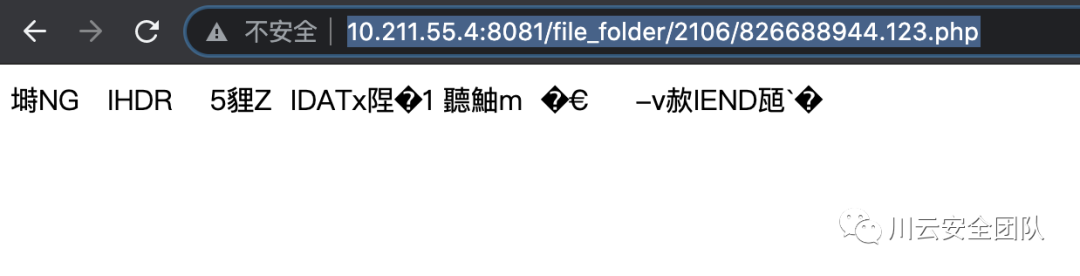 不安全 10.211.55.4:8081/file_folder/2106/826688944.123.php
塒NG IHDR 5貍Z IDATx陧�1 聽鮋m �€ –v赦IEND瓸`�
川云安全团队